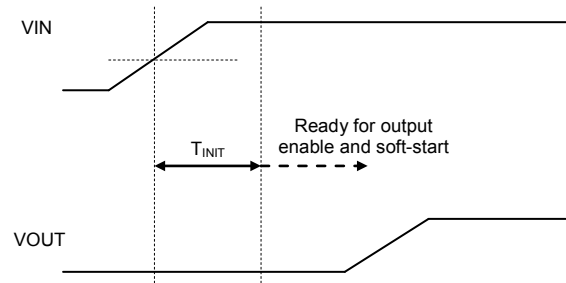 VIN
Ready for output
enable and soft-start
TINIT
VOUT